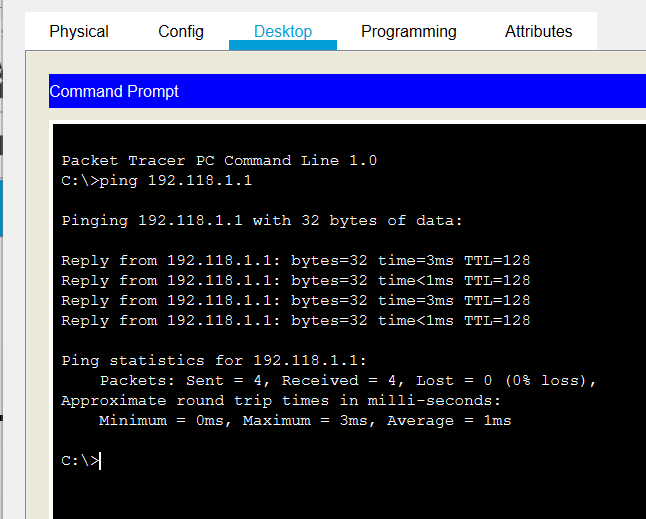 Physical Config Desktop Programming Attributes
Command Prompt
Packet Tracer PC Command Line 1.0
C:\>ping 192.118.1.1
Pinging 192.118.1.1 with 32 bytes of data:
Reply from 192.118.1.1: bytes=32 time=3ms TTL=128
Reply from 192.118.1.1: bytes=32 time<1ms TTL=128
Reply from 192.118.1.1: bytes=32 time=3ms TTL=128
Reply from 192.118.1.1: bytes=32 time<1ms TTL=128
Ping statistics for 192.118.1.1:
Packets: Sent = 4, Received = 4, Lost = 0 (0% loss),
Approximate round trip times in milli-seconds:
Minimum = 0ms, Maximum = 3ms, Average = 1ms
C:\>